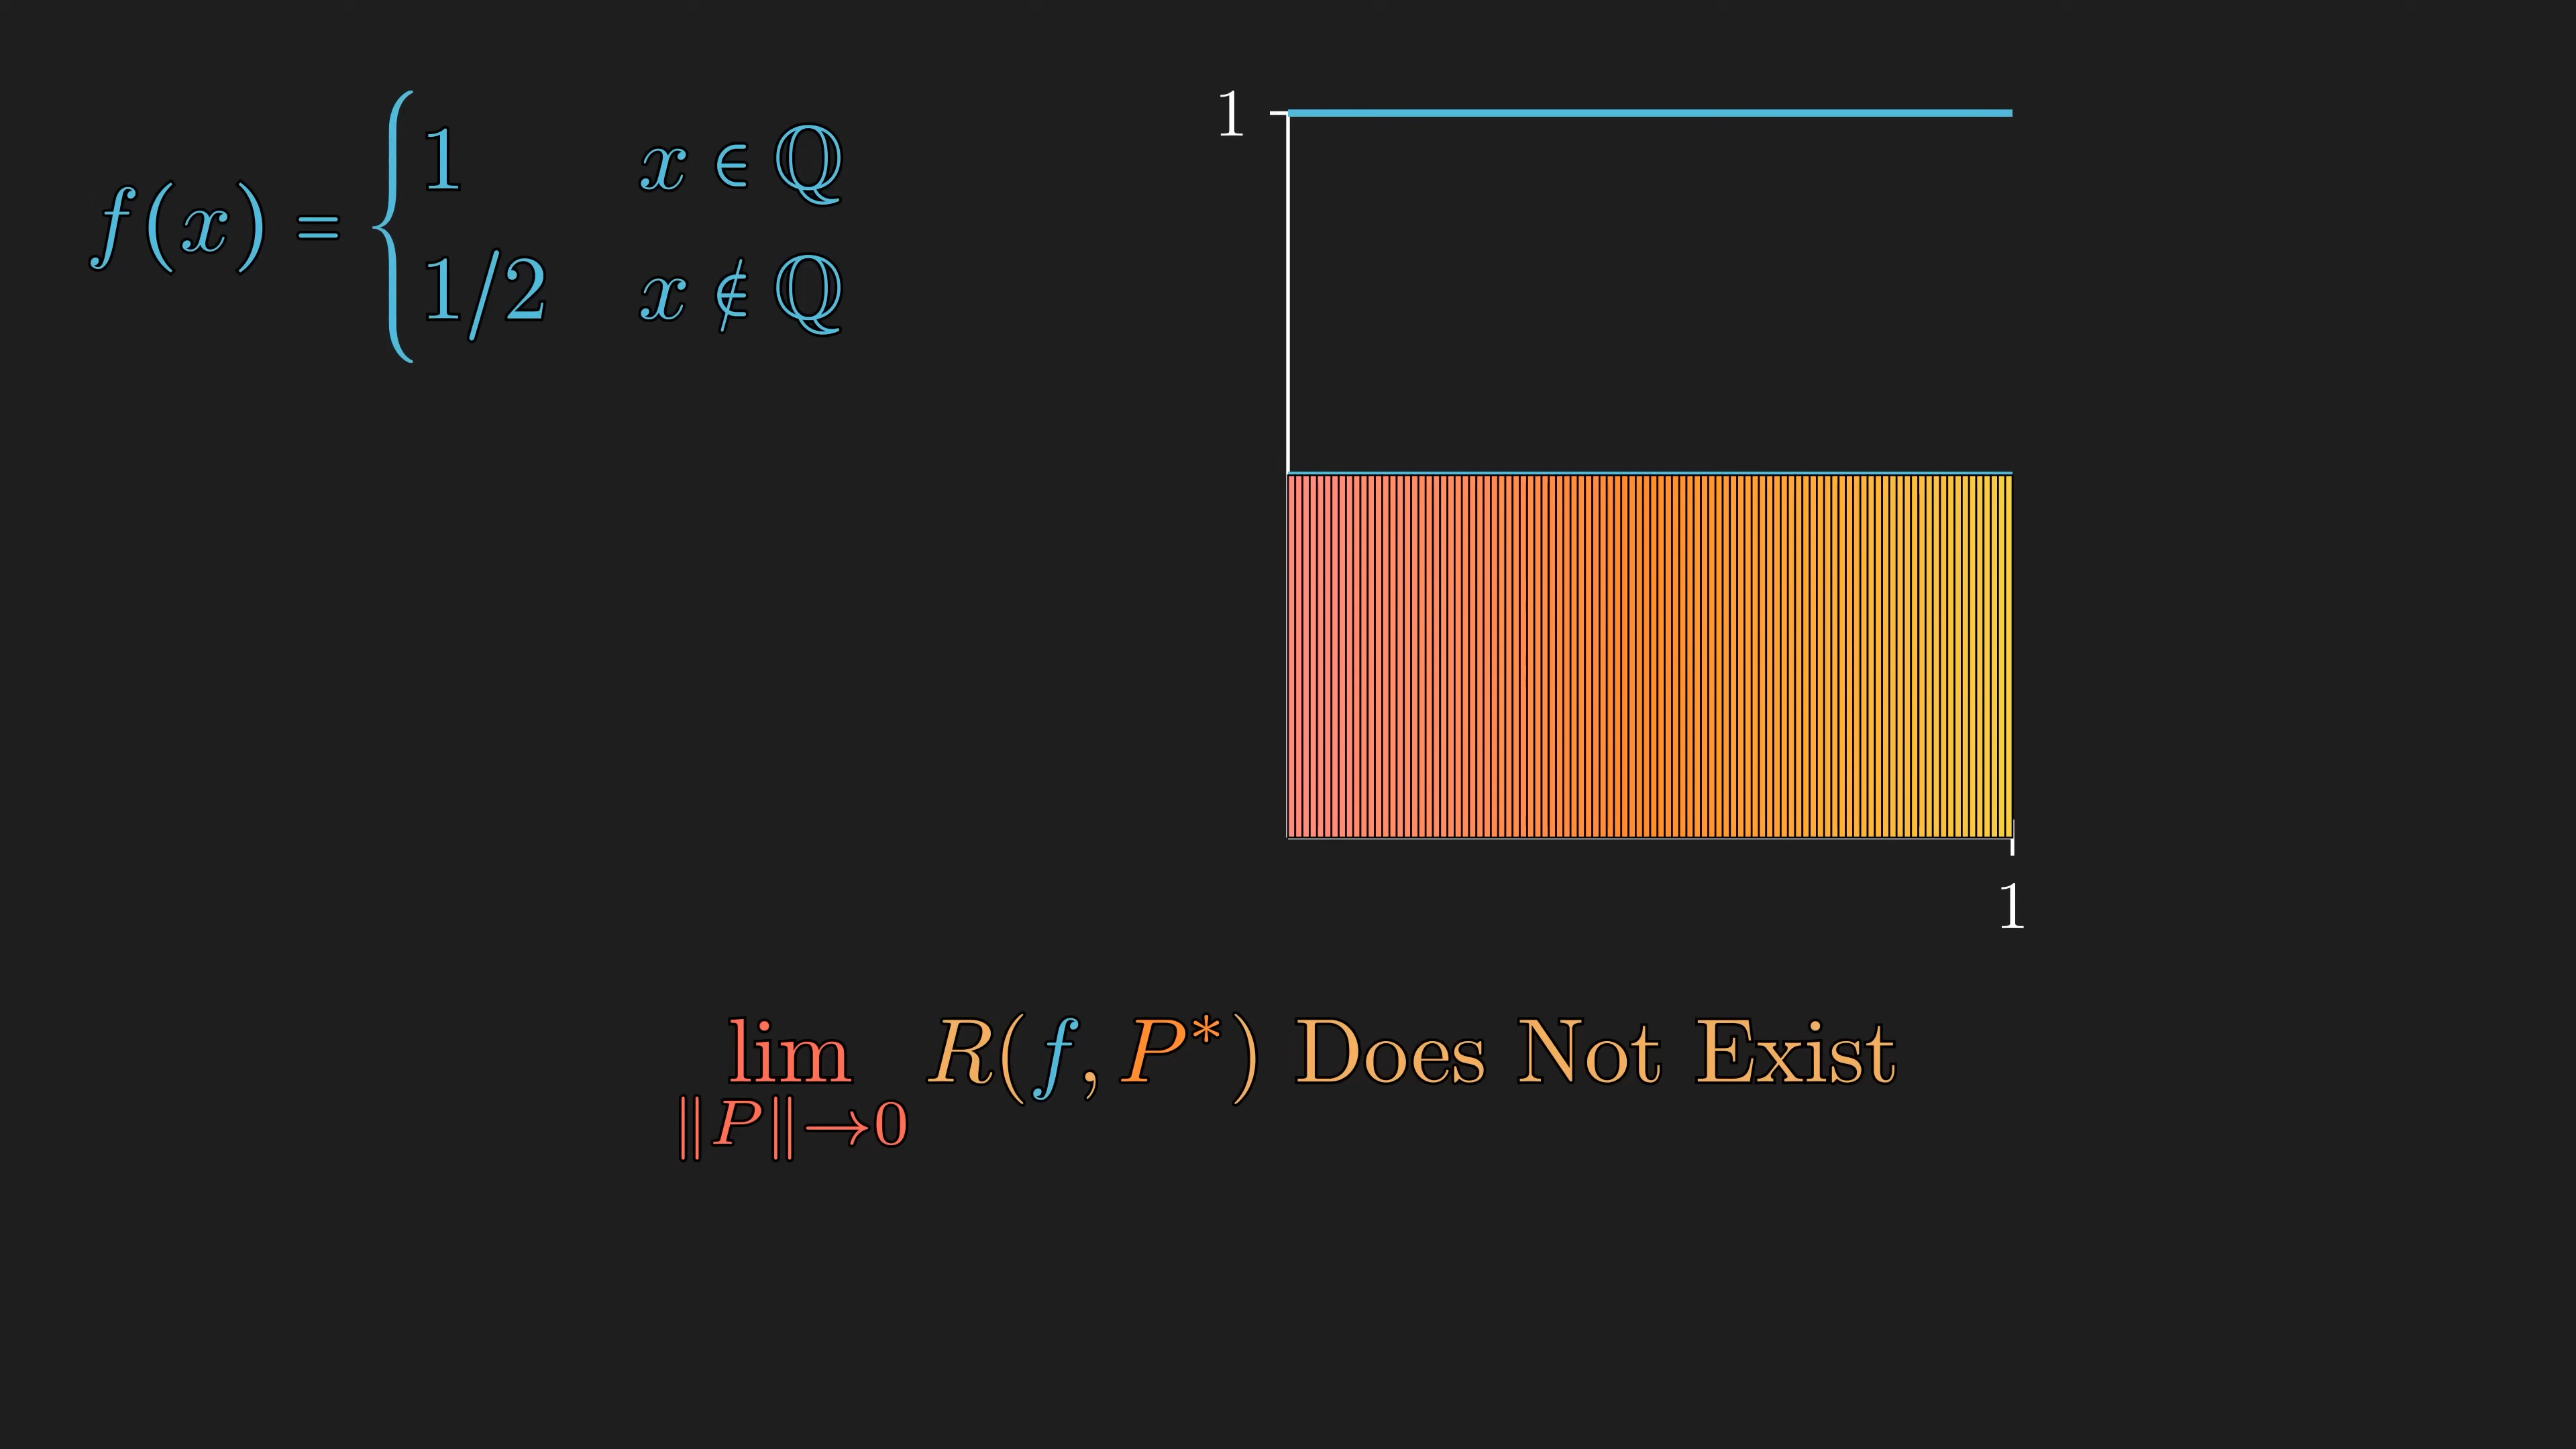 f(x) = { 1 x ∈ ℚ
1/2 x ∉ ℚ
1
1
lim R(f, P*) Does Not Exist
‖P‖→0